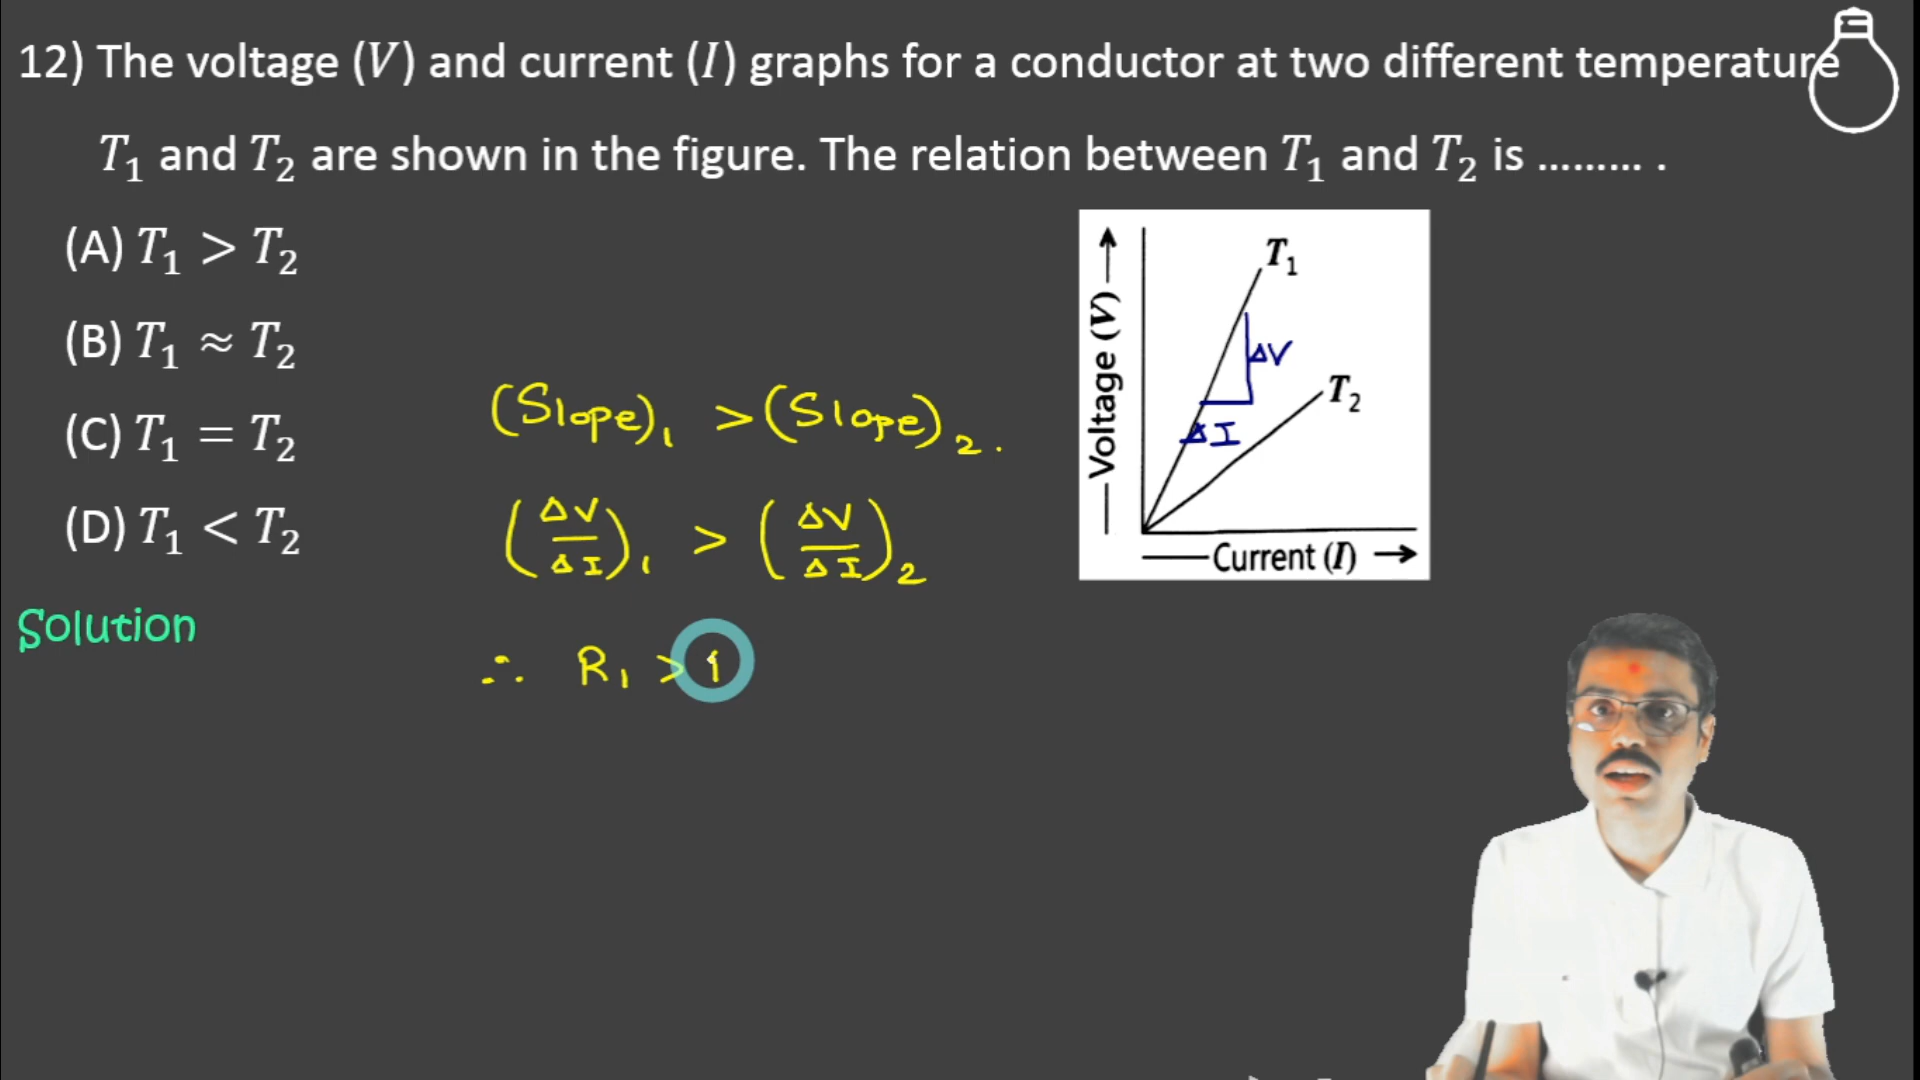 12) The voltage (V) and current (I) graphs for a conductor at two different temperature
T₁ and T₂ are shown in the figure. The relation between T₁ and T₂ is ......... .
(A) T₁ > T₂
(B) T₁ ≈ T₂
(C) T₁ = T₂
(D) T₁ < T₂
Solution
(Slope)₁ > (Slope)₂.
(ΔV/ΔI)₁ > (ΔV/ΔI)₂
∴ R₁ >
Voltage (V)
T₁
ΔV
T₂
ΔI
Current (I)